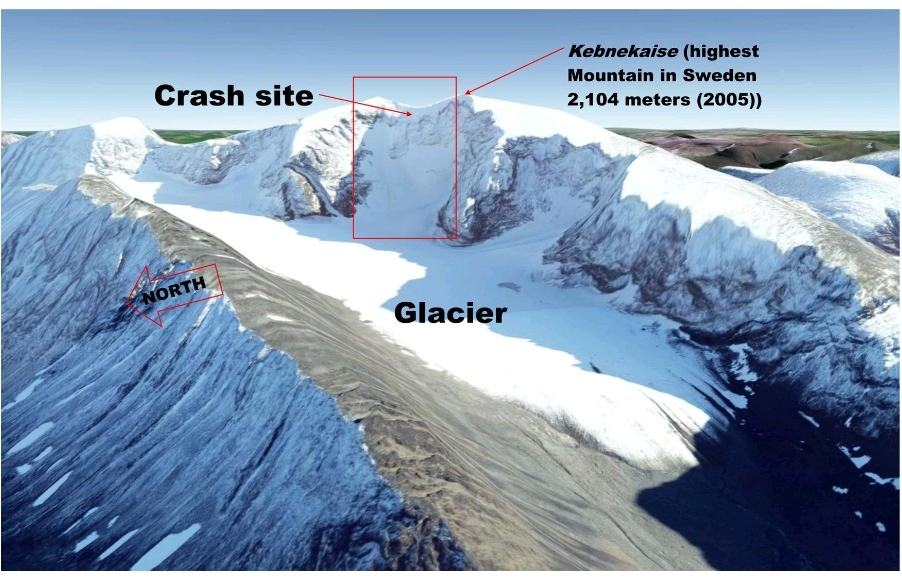 Kebnekaise (highest
Mountain in Sweden
2,104 meters (2005))
Crash site
NORTH
Glacier